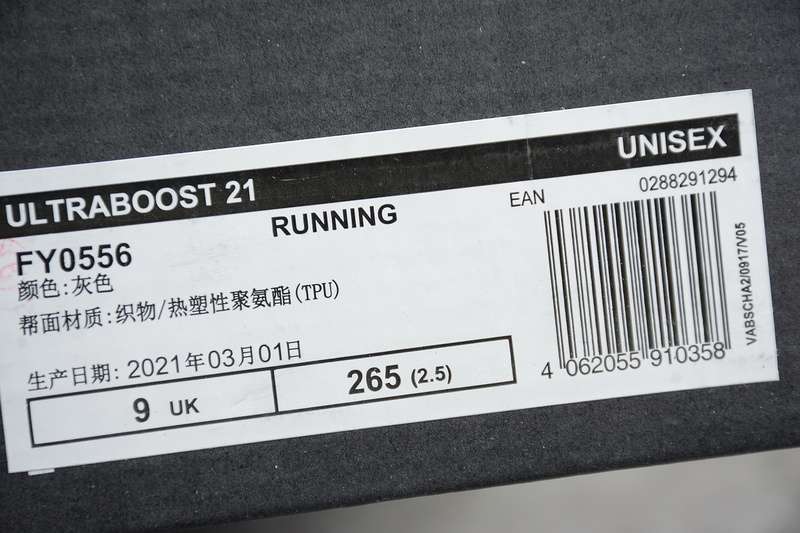 ULTRABOOST 21 UNISEX
RUNNING EAN 0288291294
FY0556
颜色:灰色
帮面材质:织物/热塑性聚氨酯(TPU)
生产日期:2021年03月01日
9 UK 265 (2.5)
4 062055 910358
VABSCHA2/0917/V05